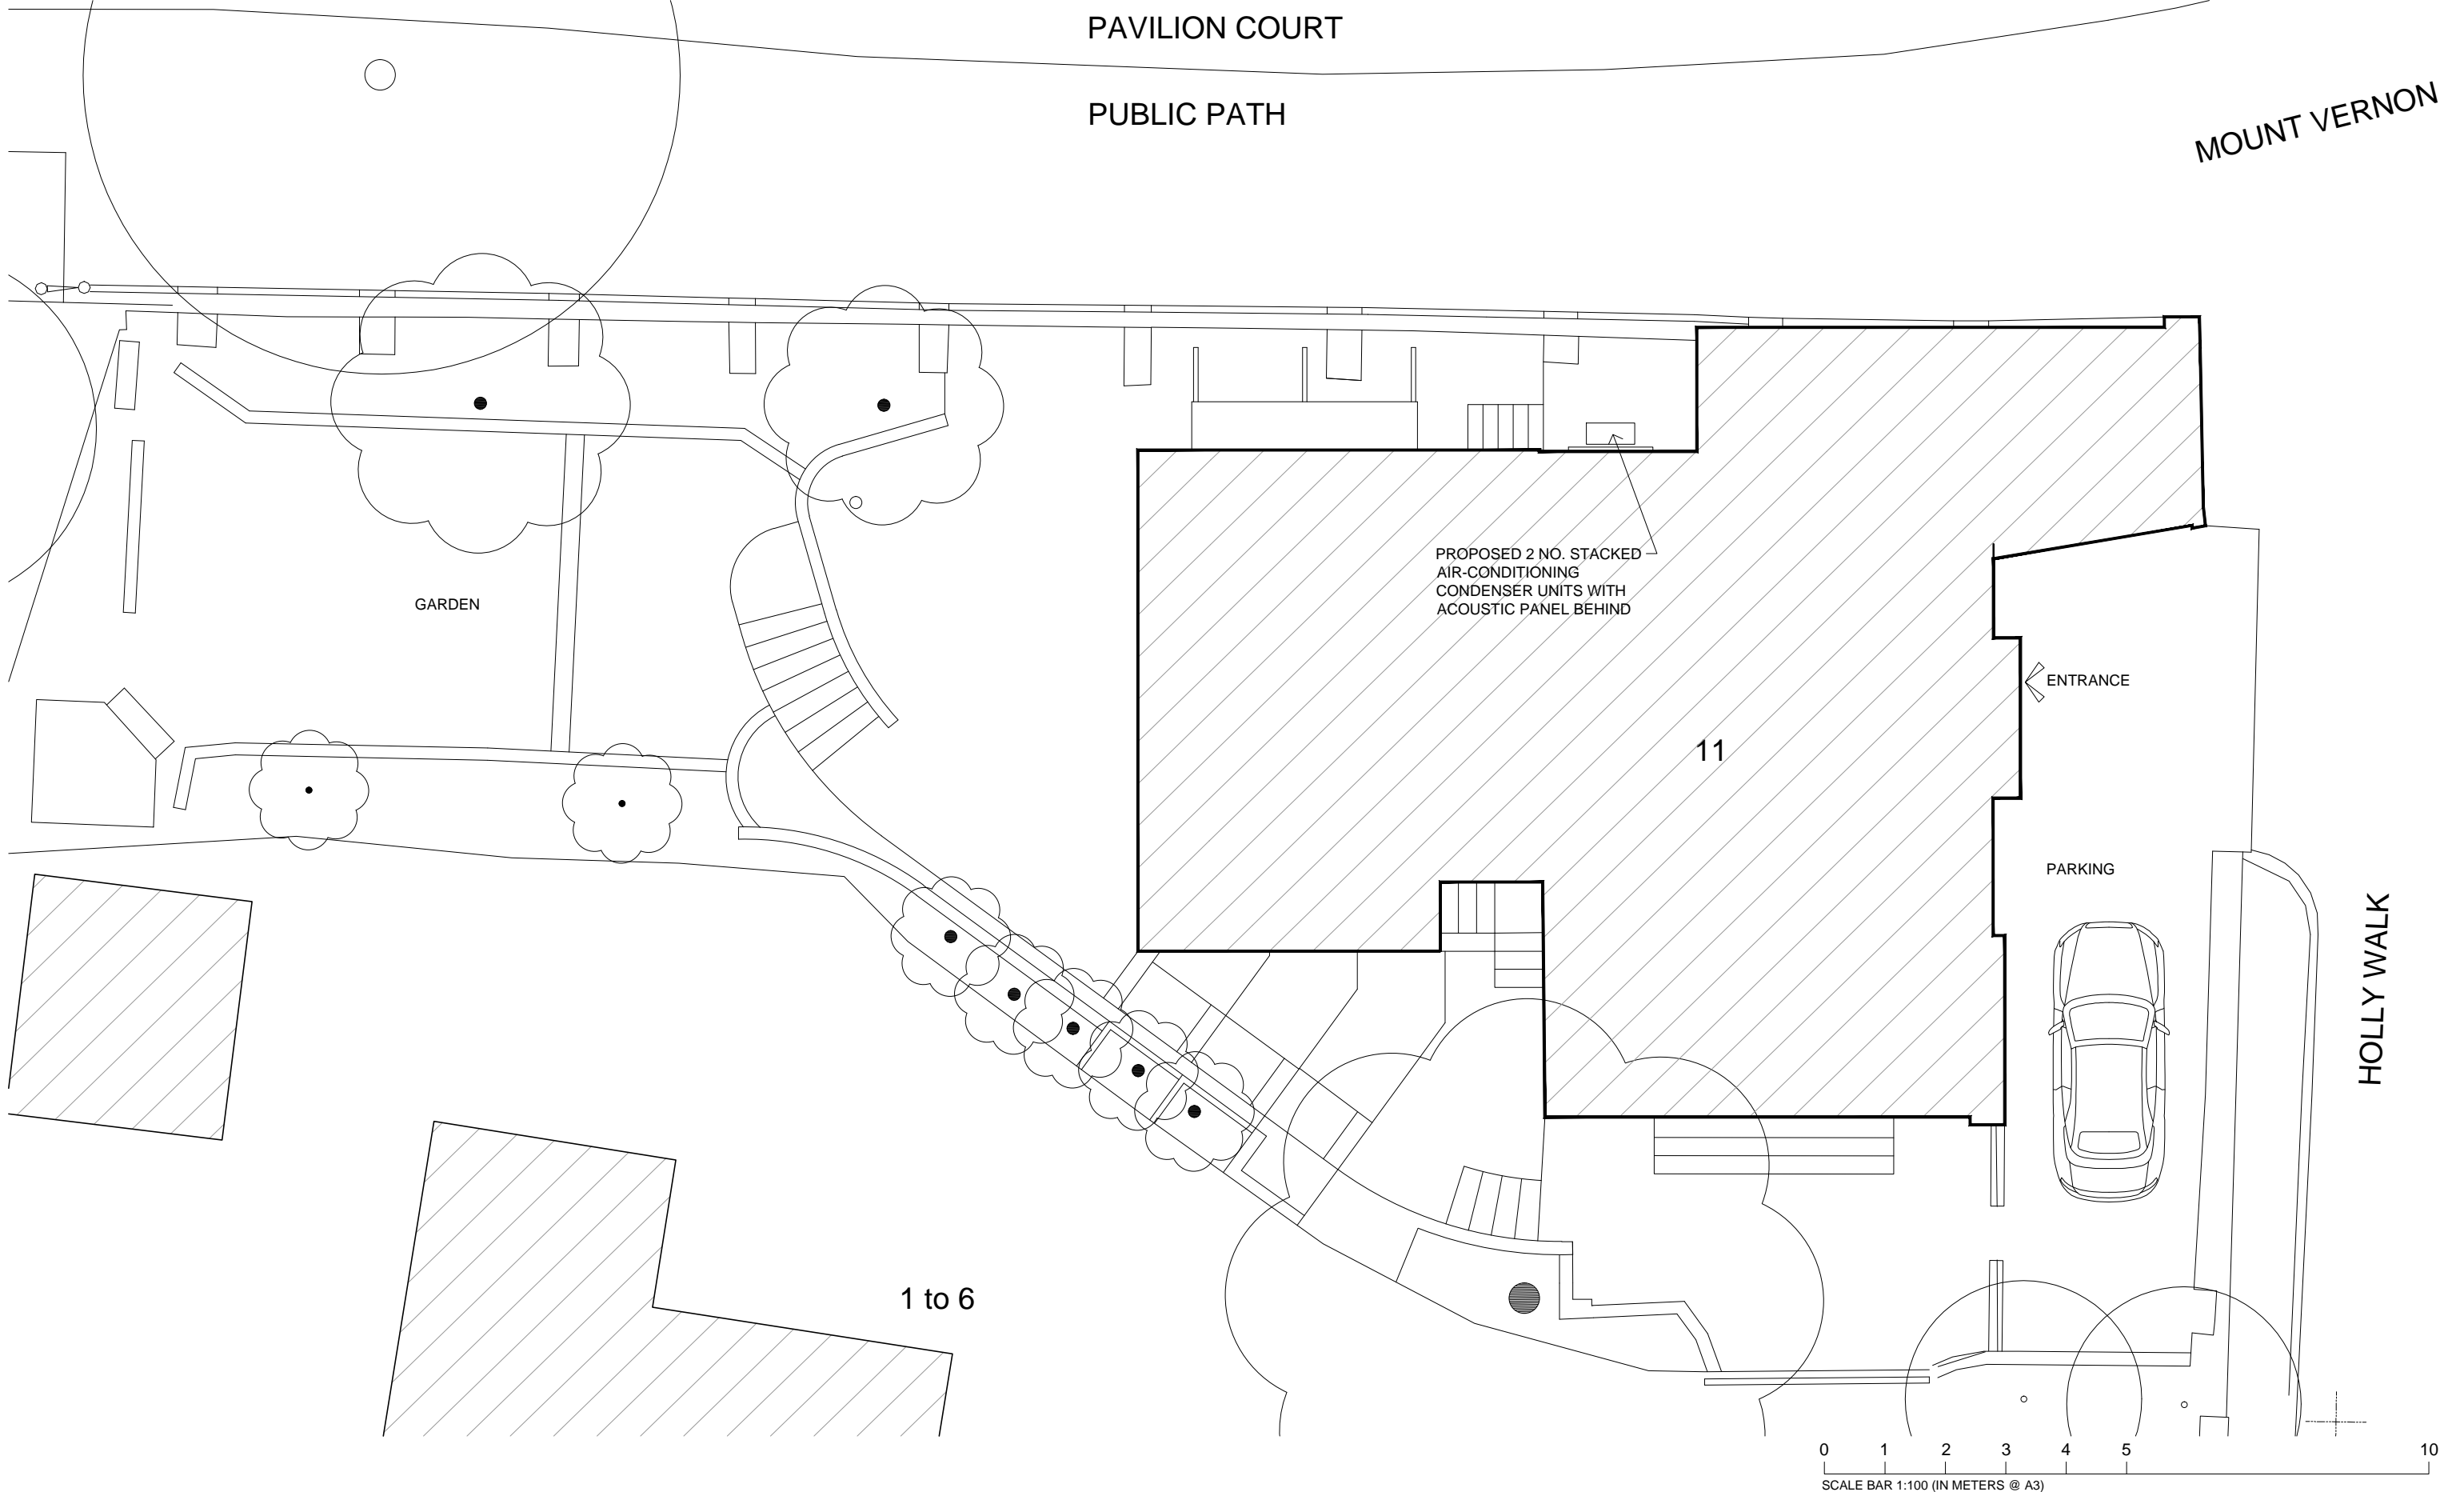 PAVILION COURT
PUBLIC PATH
MOUNT VERNON
PROPOSED 2 NO. STACKED
AIR-CONDITIONING
CONDENSER UNITS WITH
ACOUSTIC PANEL BEHIND
GARDEN
ENTRANCE
11
PARKING
HOLLY WALK
1 to 6
0 1 2 3 4 5 10
SCALE BAR 1:100 (IN METERS @ A3)